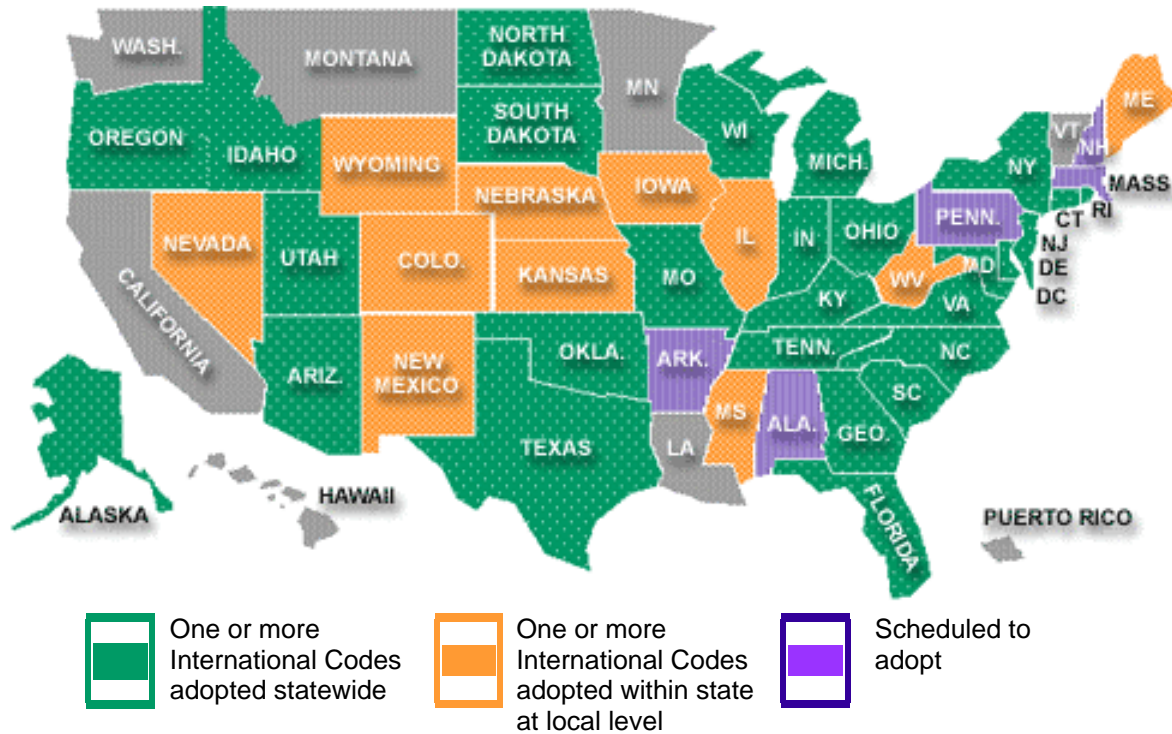 WASH.
MONTANA
NORTH
DAKOTA
MN
SOUTH
DAKOTA
OREGON
IDAHO
WYOMING
WI
MICH.
NY
VT
NH
ME
MASS
RI
CT
NEBRASKA
IOWA
NEVADA
UTAH
COLO.
KANSAS
IL
IN
OHIO
PENN.
NJ
DE
DC
MD
WV
VA
MO
KY
CALIFORNIA
ARIZ.
NEW
MEXICO
OKLA.
ARK.
TENN.
NC
SC
TEXAS
LA
MS
ALA.
GEO.
FLORIDA
ALASKA
HAWAII
PUERTO RICO
One or more
International Codes
adopted statewide
One or more
International Codes
adopted within state
at local level
Scheduled to
adopt